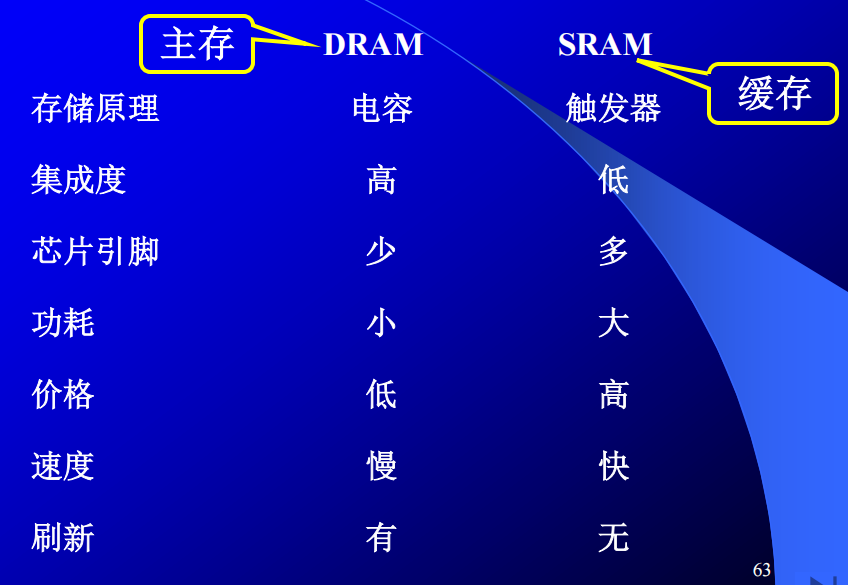 主存 DRAM SRAM
缓存
存储原理 电容 触发器
集成度 高 低
芯片引脚 少 多
功耗 小 大
价格 低 高
速度 慢 快
刷新 有 无
63